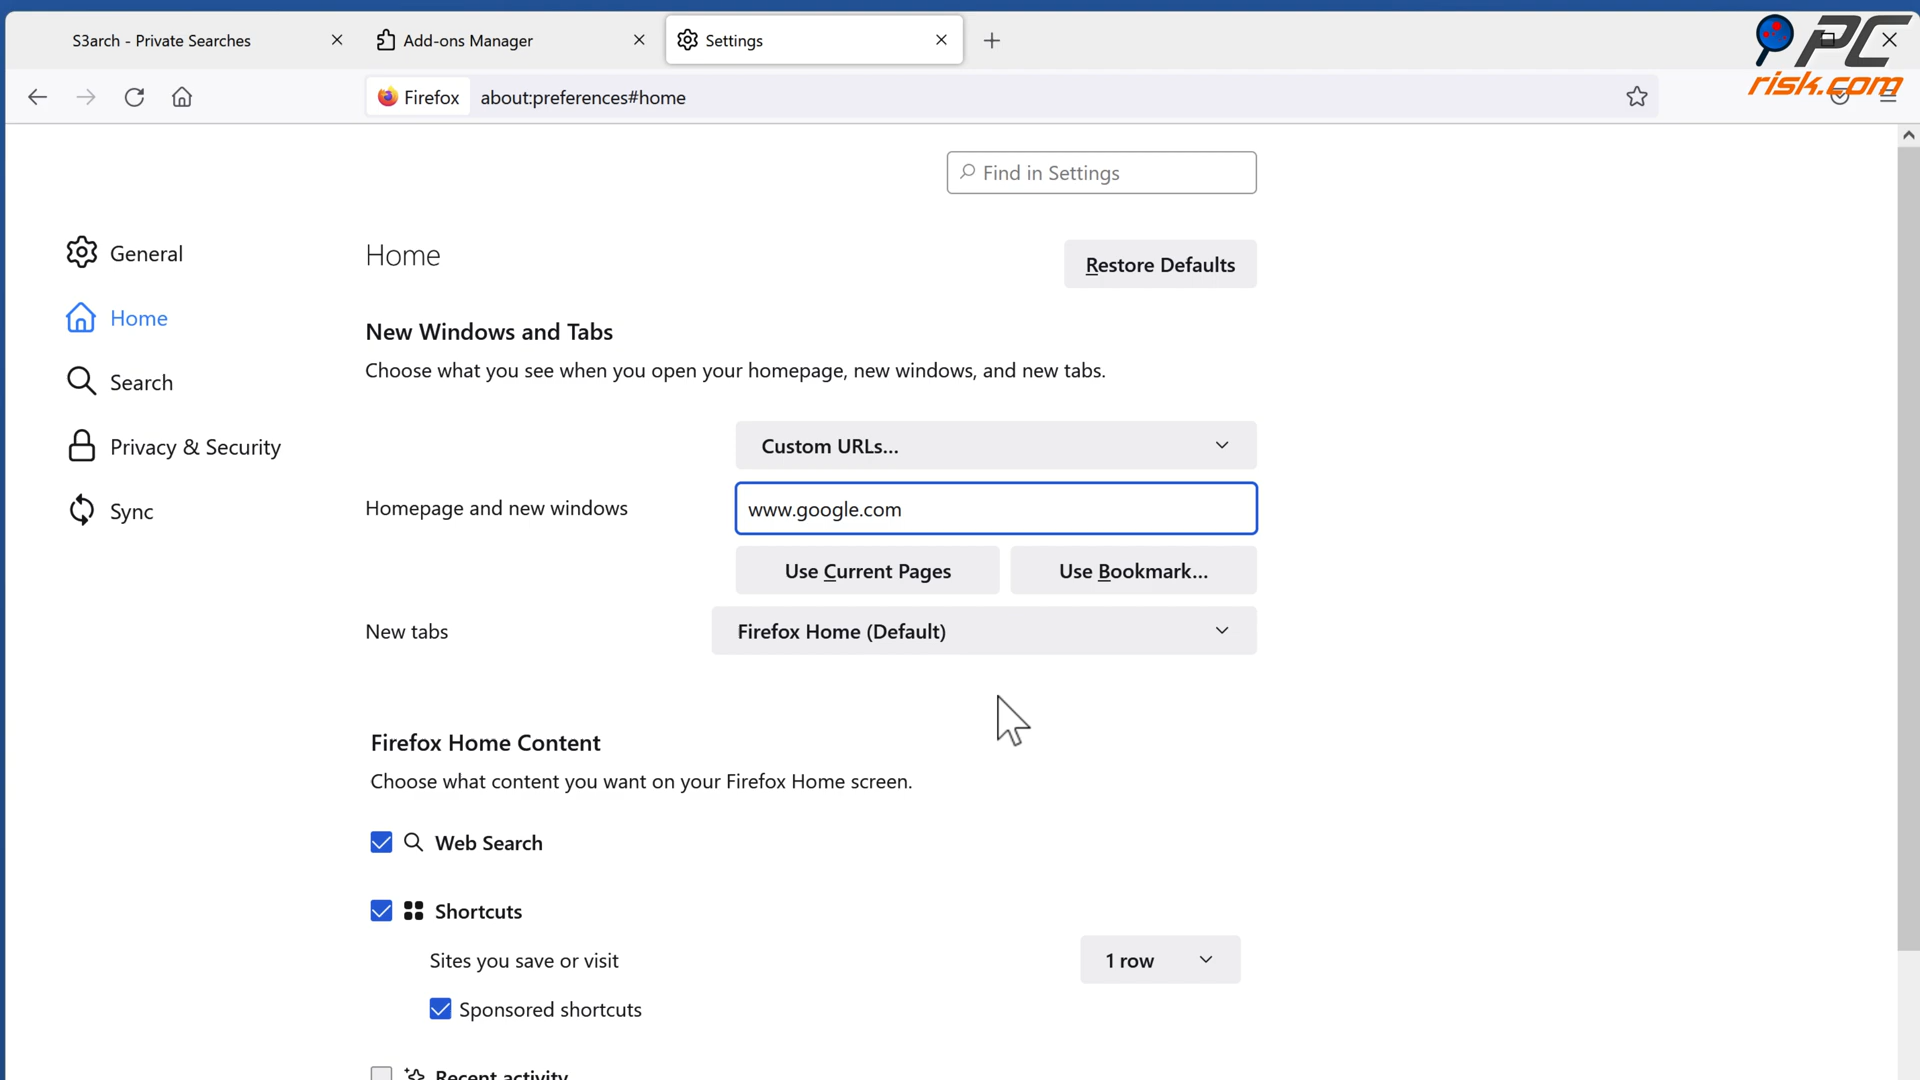 S3arch - Private Searches
Add-ons Manager
Settings
PC
risk.com
Firefox
about:preferences#home
Find in Settings
General
Home
Search
Privacy & Security
Sync
Home
Restore Defaults
New Windows and Tabs
Choose what you see when you open your homepage, new windows, and new tabs.
Custom URLs...
Homepage and new windows
www.google.com
Use Current Pages
Use Bookmark...
New tabs
Firefox Home (Default)
Firefox Home Content
Choose what content you want on your Firefox Home screen.
Web Search
Shortcuts
Sites you save or visit
1 row
Sponsored shortcuts
Recent activity